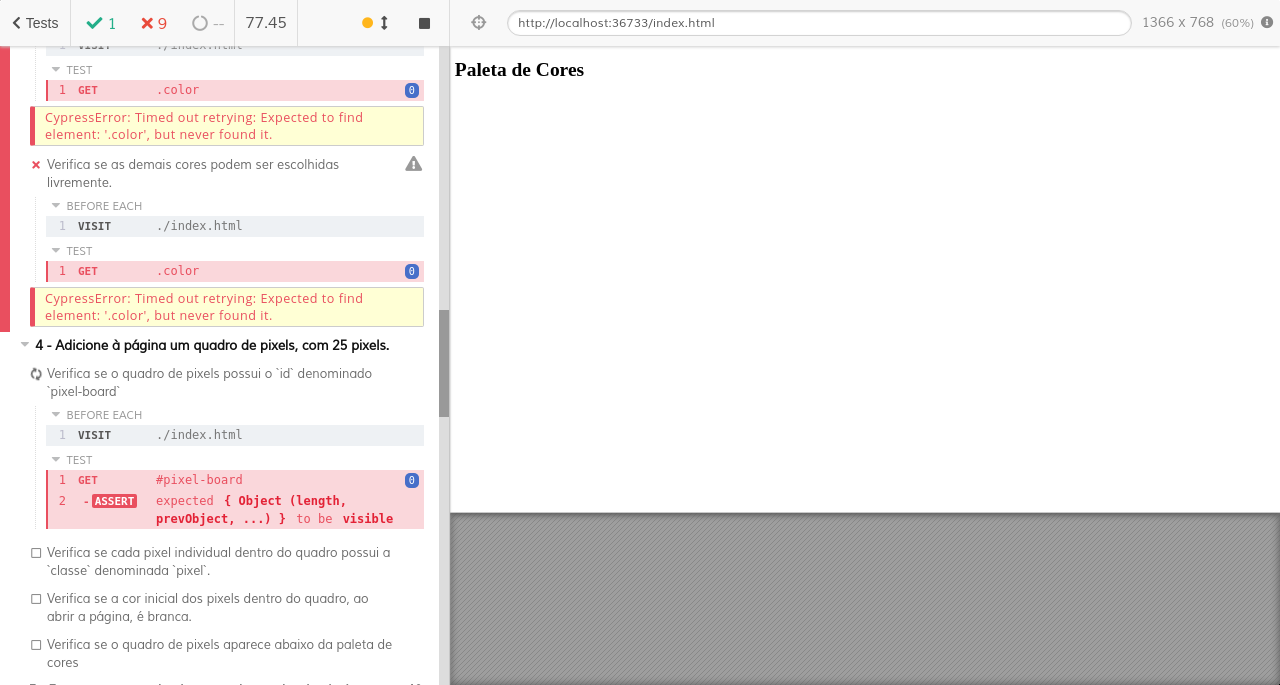 Tests 1 9 -- 77.45 http://localhost:36733/index.html 1366 x 768 (60%)
1 VISIT ./index.html
TEST
1 GET .color 0
CypressError: Timed out retrying: Expected to find
element: '.color', but never found it.
Verifica se as demais cores podem ser escolhidas
livremente.
BEFORE EACH
1 VISIT ./index.html
TEST
1 GET .color 0
CypressError: Timed out retrying: Expected to find
element: '.color', but never found it.
4 - Adicione à página um quadro de pixels, com 25 pixels.
Verifica se o quadro de pixels possui o `id` denominado
`pixel-board`
BEFORE EACH
1 VISIT ./index.html
TEST
1 GET #pixel-board 0
2 -ASSERT expected { Object (length,
prevObject, ...) } to be visible
Verifica se cada pixel individual dentro do quadro possui a
`classe` denominada `pixel`.
Verifica se a cor inicial dos pixels dentro do quadro, ao
abrir a página, é branca.
Verifica se o quadro de pixels aparece abaixo da paleta de
cores
Paleta de Cores